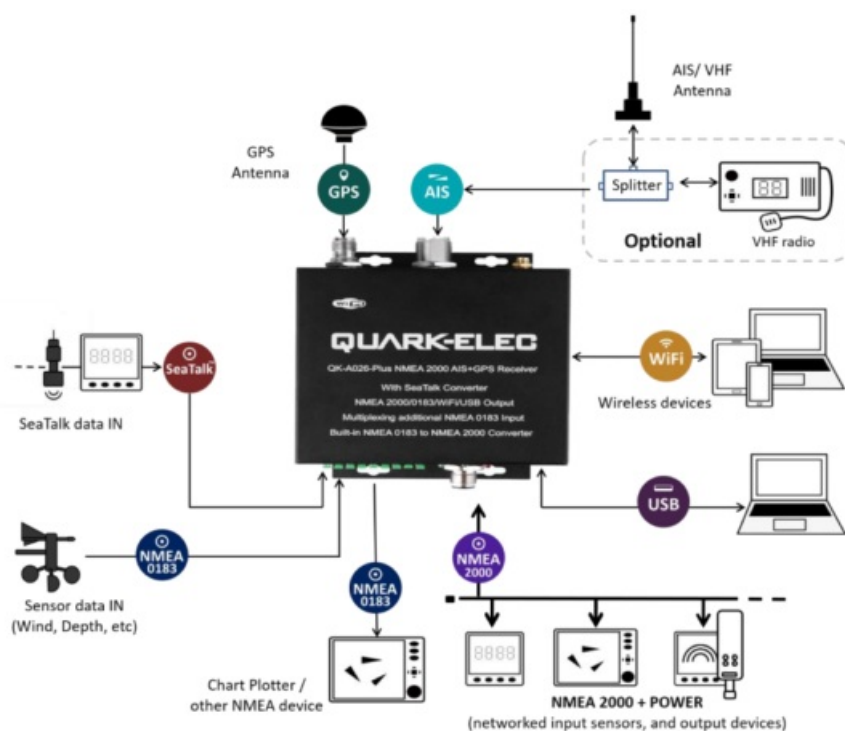 AIS/ VHF
Antenna
GPS
Antenna
GPS
AIS
Splitter
Optional
VHF radio
WiFi
QUARK-ELEC
QK-A026-Plus NMEA 2000 AIS+GPS Receiver
With SeaTalk Converter
NMEA 2000/0183/WiFi/USB Output
Multiplexing additional NMEA 0183 Input
Built-in NMEA 0183 to NMEA 2000 Converter
8888
SeaTalk
SeaTalk data IN
WiFi
Wireless devices
USB
NMEA
0183
Sensor data IN
(Wind, Depth, etc)
NMEA
0183
NMEA
2000
8888
Chart Plotter /
other NMEA device
NMEA 2000 + POWER
(networked input sensors, and output devices)